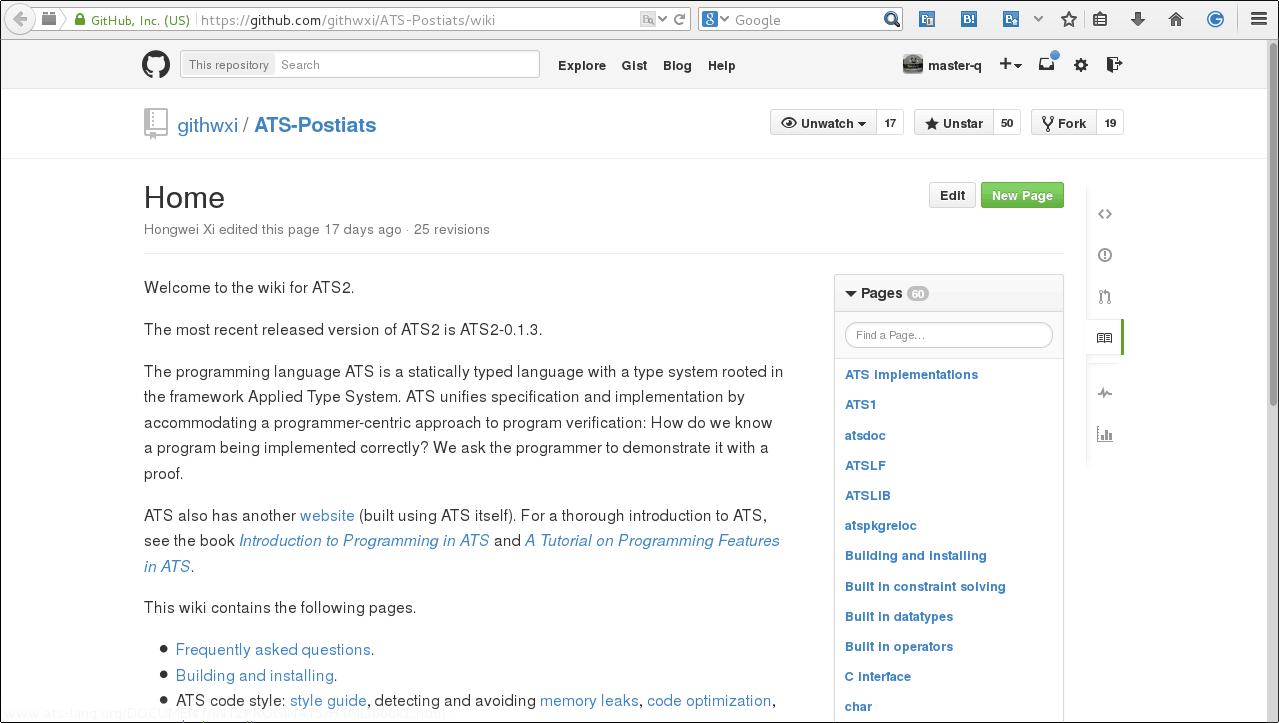 GitHub, Inc. (US) https://github.com/githwxi/ATS-Postiats/wiki Google
This repository Search Explore Gist Blog Help master-q
githwxi / ATS-Postiats Unwatch 17 Unstar 50 Fork 19
Home Edit New Page
Hongwei Xi edited this page 17 days ago · 25 revisions
Welcome to the wiki for ATS2.
The most recent released version of ATS2 is ATS2-0.1.3.
The programming language ATS is a statically typed language with a type system rooted in
the framework Applied Type System. ATS unifies specification and implementation by
accommodating a programmer-centric approach to program verification: How do we know
a program being implemented correctly? We ask the programmer to demonstrate it with a
proof.
ATS also has another website (built using ATS itself). For a thorough introduction to ATS,
see the book Introduction to Programming in ATS and A Tutorial on Programming Features
in ATS.
This wiki contains the following pages.
Frequently asked questions.
Building and installing.
ATS code style: style guide, detecting and avoiding memory leaks, code optimization,
Pages 60
Find a Page...
ATS implementations
ATS1
atsdoc
ATSLF
ATSLIB
atspkgreloc
Building and installing
Built in constraint solving
Built in datatypes
Built in operators
C interface
char